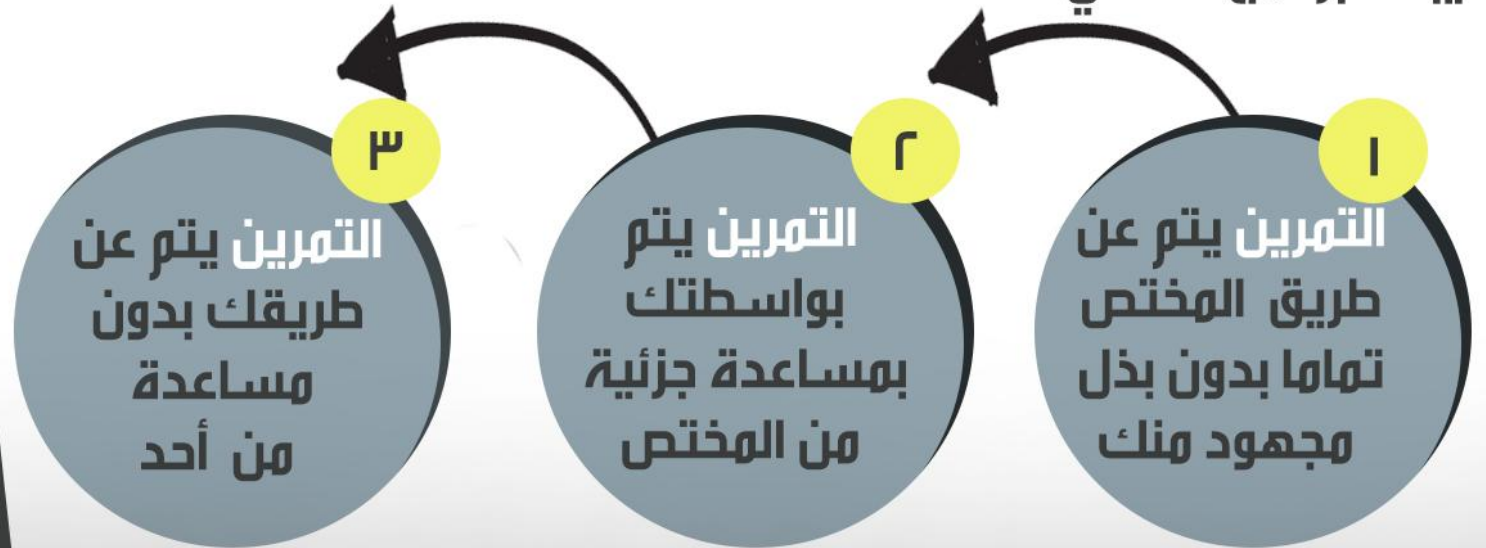 ١
التمرين يتم عن
طريق المختص
تماما بدون بذل
مجهود منك
٢
التمرين يتم
بواسطتك
بمساعدة جزئية
من المختص
٣
التمرين يتم عن
طريقك بدون
مساعدة
من أحد